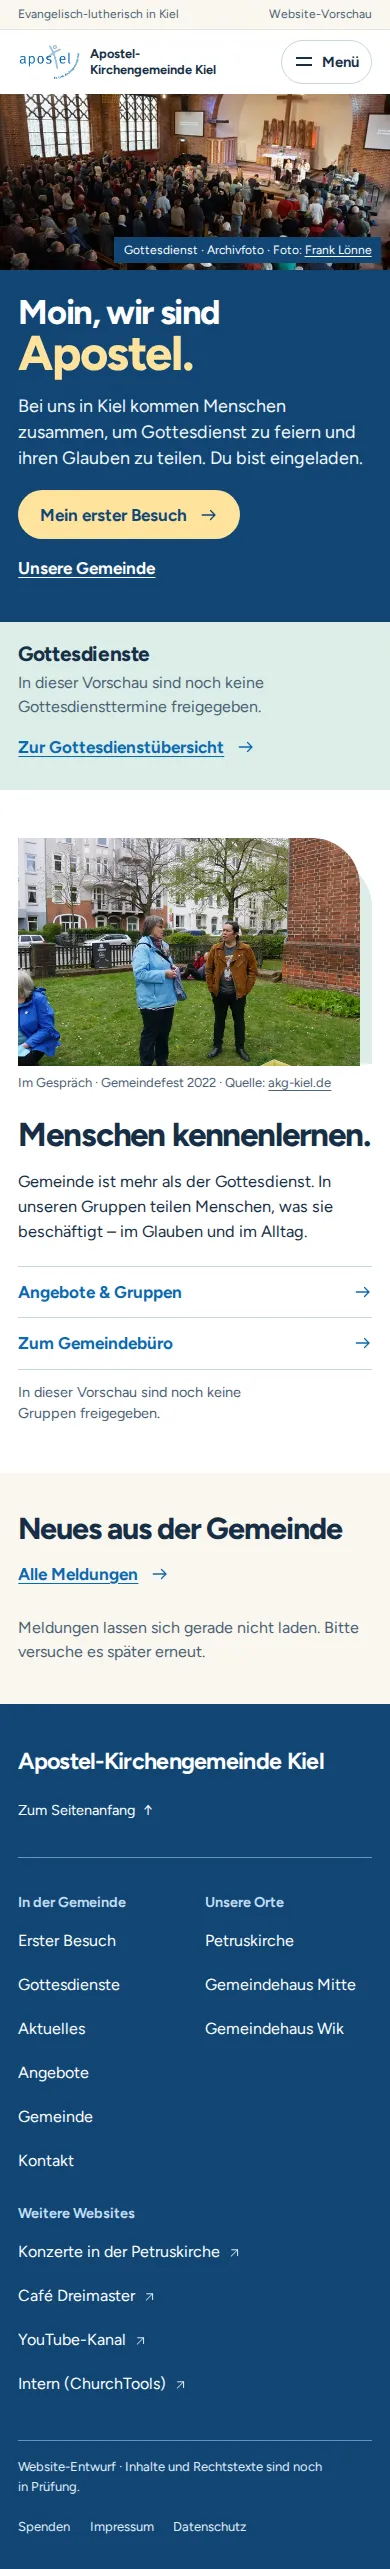 Evangelisch-lutherisch in Kiel
Website-Vorschau
apostel
Apostel-
Kirchengemeinde Kiel
Menü
Gottesdienst · Archivfoto · Foto: Frank Lönne
Moin, wir sind
Apostel.
Bei uns in Kiel kommen Menschen
zusammen, um Gottesdienst zu feiern und
ihren Glauben zu teilen. Du bist eingeladen.
Mein erster Besuch →
Unsere Gemeinde
Gottesdienste
In dieser Vorschau sind noch keine
Gottesdiensttermine freigegeben.
Zur Gottesdienstübersicht →
Im Gespräch · Gemeindefest 2022 · Quelle: akg-kiel.de
Menschen kennenlernen.
Gemeinde ist mehr als der Gottesdienst. In
unseren Gruppen teilen Menschen, was sie
beschäftigt – im Glauben und im Alltag.
Angebote & Gruppen →
Zum Gemeindebüro →
In dieser Vorschau sind noch keine
Gruppen freigegeben.
Neues aus der Gemeinde
Alle Meldungen →
Meldungen lassen sich gerade nicht laden. Bitte
versuche es später erneut.
Apostel-Kirchengemeinde Kiel
Zum Seitenanfang ↑
In der Gemeinde
Erster Besuch
Gottesdienste
Aktuelles
Angebote
Gemeinde
Kontakt
Unsere Orte
Petruskirche
Gemeindehaus Mitte
Gemeindehaus Wik
Weitere Websites
Konzerte in der Petruskirche ↗
Café Dreimaster ↗
YouTube-Kanal ↗
Intern (ChurchTools) ↗
Website-Entwurf · Inhalte und Rechtstexte sind noch
in Prüfung.
Spenden Impressum Datenschutz